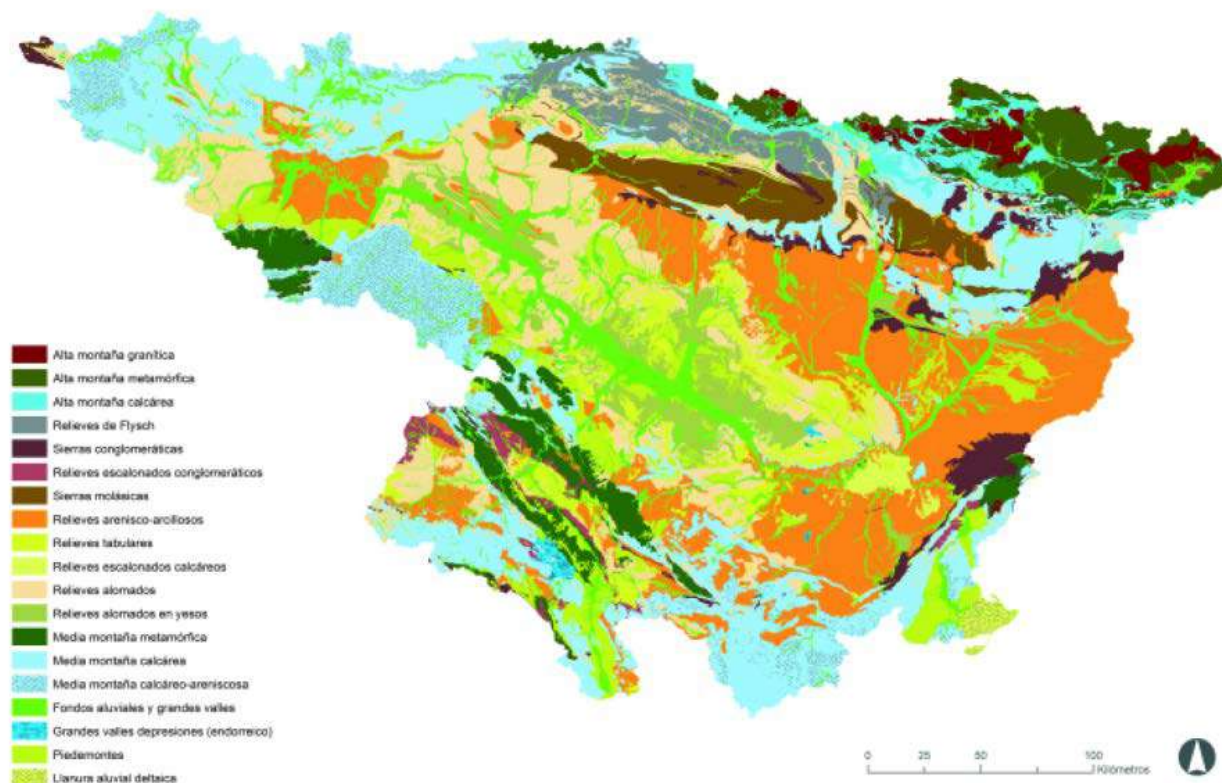 Alta montaña granítica
Alta montaña metamórfica
Alta montaña calcárea
Relieves de Flysch
Sierras conglomeráticas
Relieves escalonados conglomeráticos
Sierras molásicas
Relieves arenisco-arcillosos
Relieves tabulares
Relieves escalonados calcáreos
Relieves alomados
Relieves alomados en yesos
Media montaña metamórfica
Media montaña calcárea
Media montaña calcáreo-areniscosa
Fondos aluviales y grandes valles
Grandes valles depresiones (endorreico)
Piedemontes
Llanura aluvial deltaica
0 25 50 100
Kilómetros